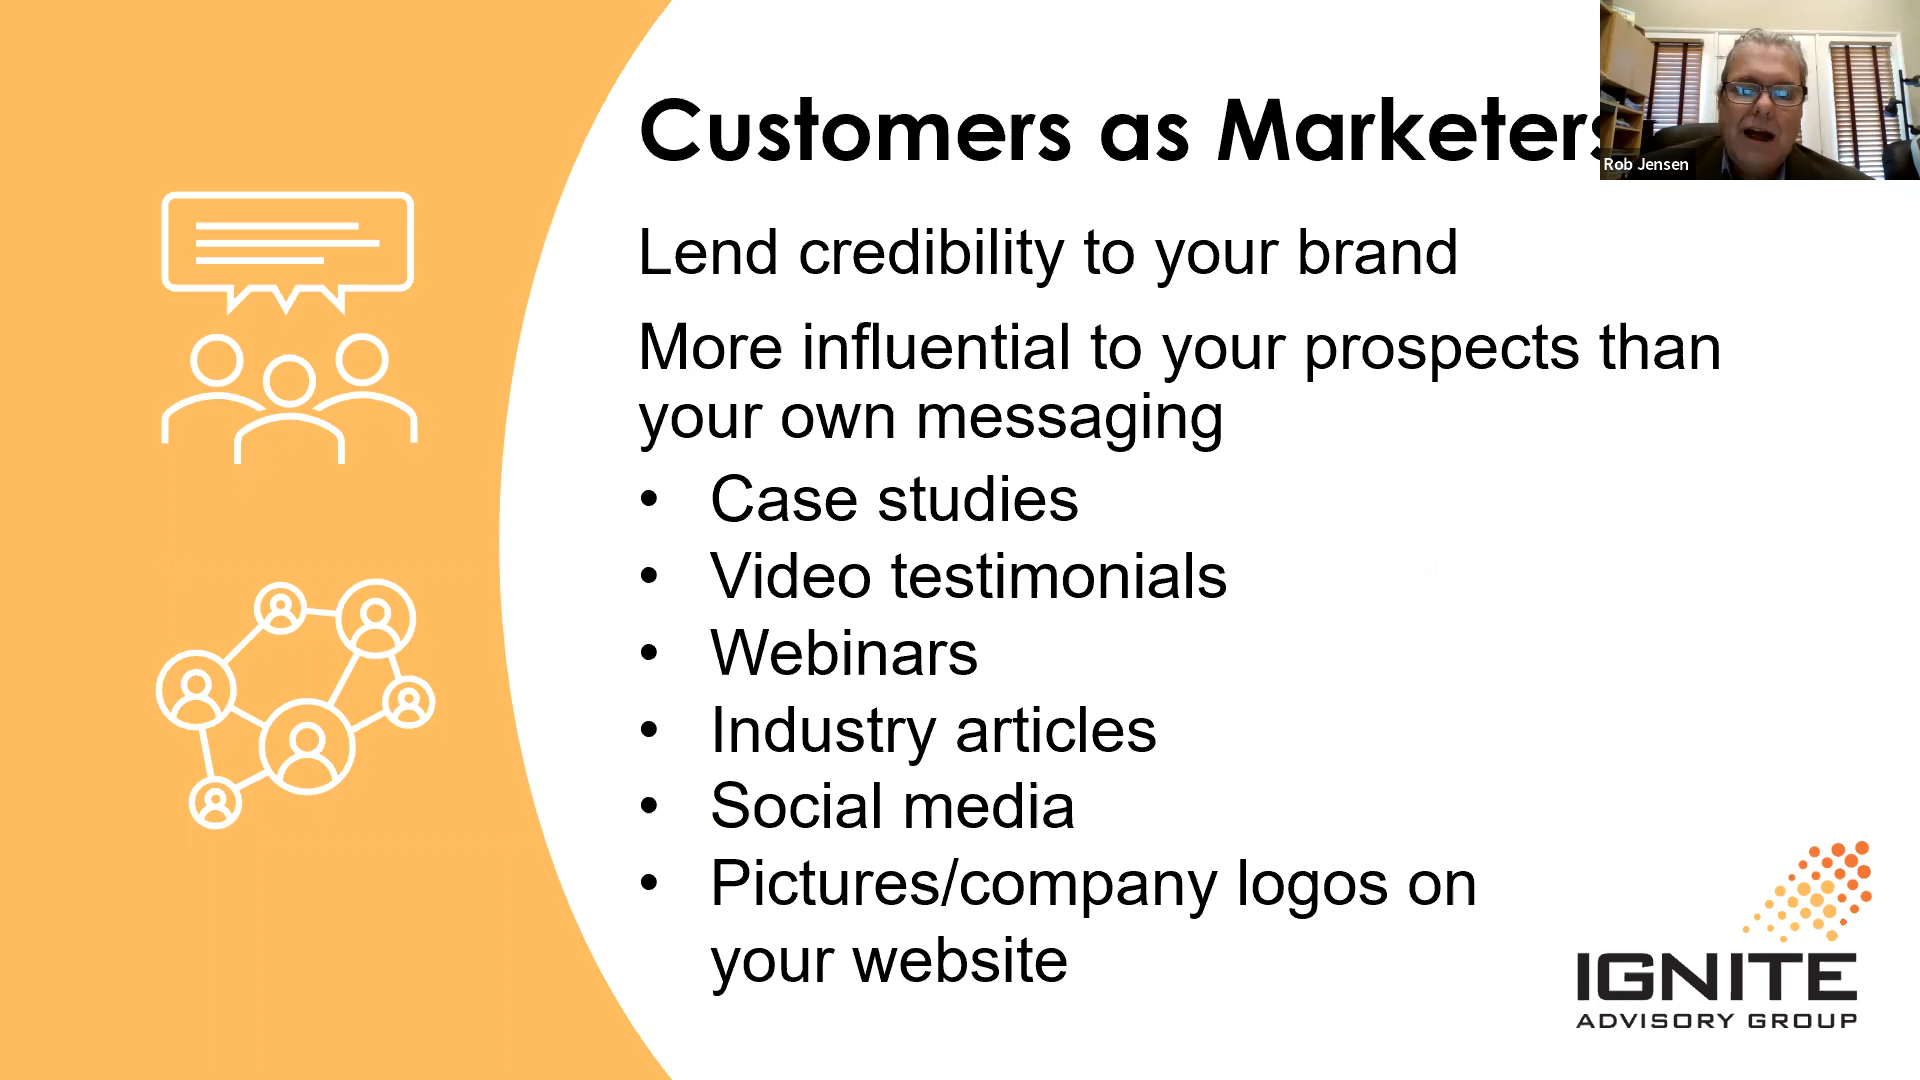 Customers as Marketers
Rob Jensen
Lend credibility to your brand
More influential to your prospects than
your own messaging
• Case studies
• Video testimonials
• Webinars
• Industry articles
• Social media
• Pictures/company logos on
your website
IGNITE
ADVISORY GROUP